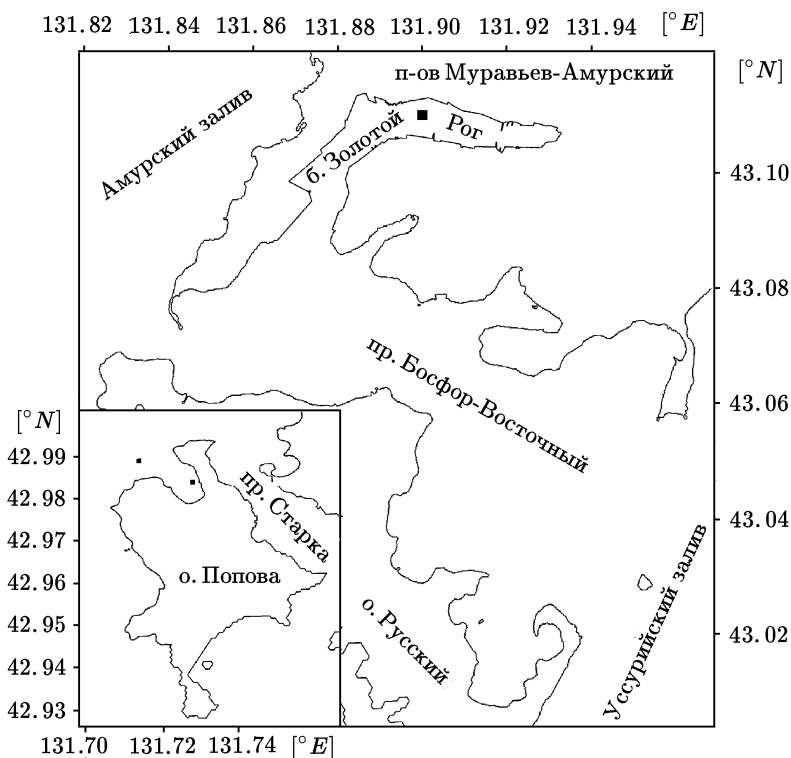 131.82 131.84 131.86 131.88 131.90 131.92 131.94 [°E]
п-ов Муравьев-Амурский
[°N]
Амурский залив
б. Золотой Рог
43.10
43.08
пр. Босфор-Восточный
43.06
[°N]
42.99
42.98
пр. Старка
43.04
42.97
42.96
о. Попова
42.95
о. Русский
Уссурийский залив
43.02
42.94
42.93
131.70 131.72 131.74 [°E]